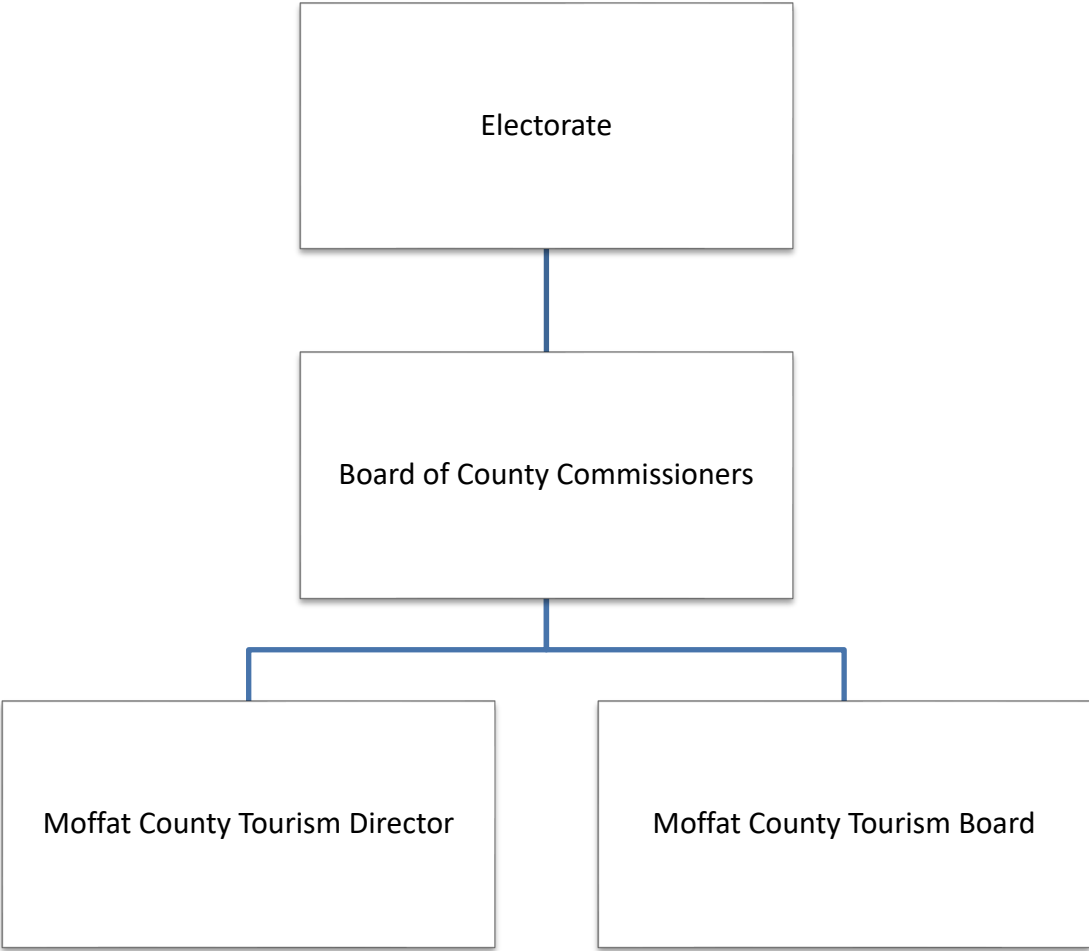 Electorate
Board of County Commissioners
Moffat County Tourism Director
Moffat County Tourism Board